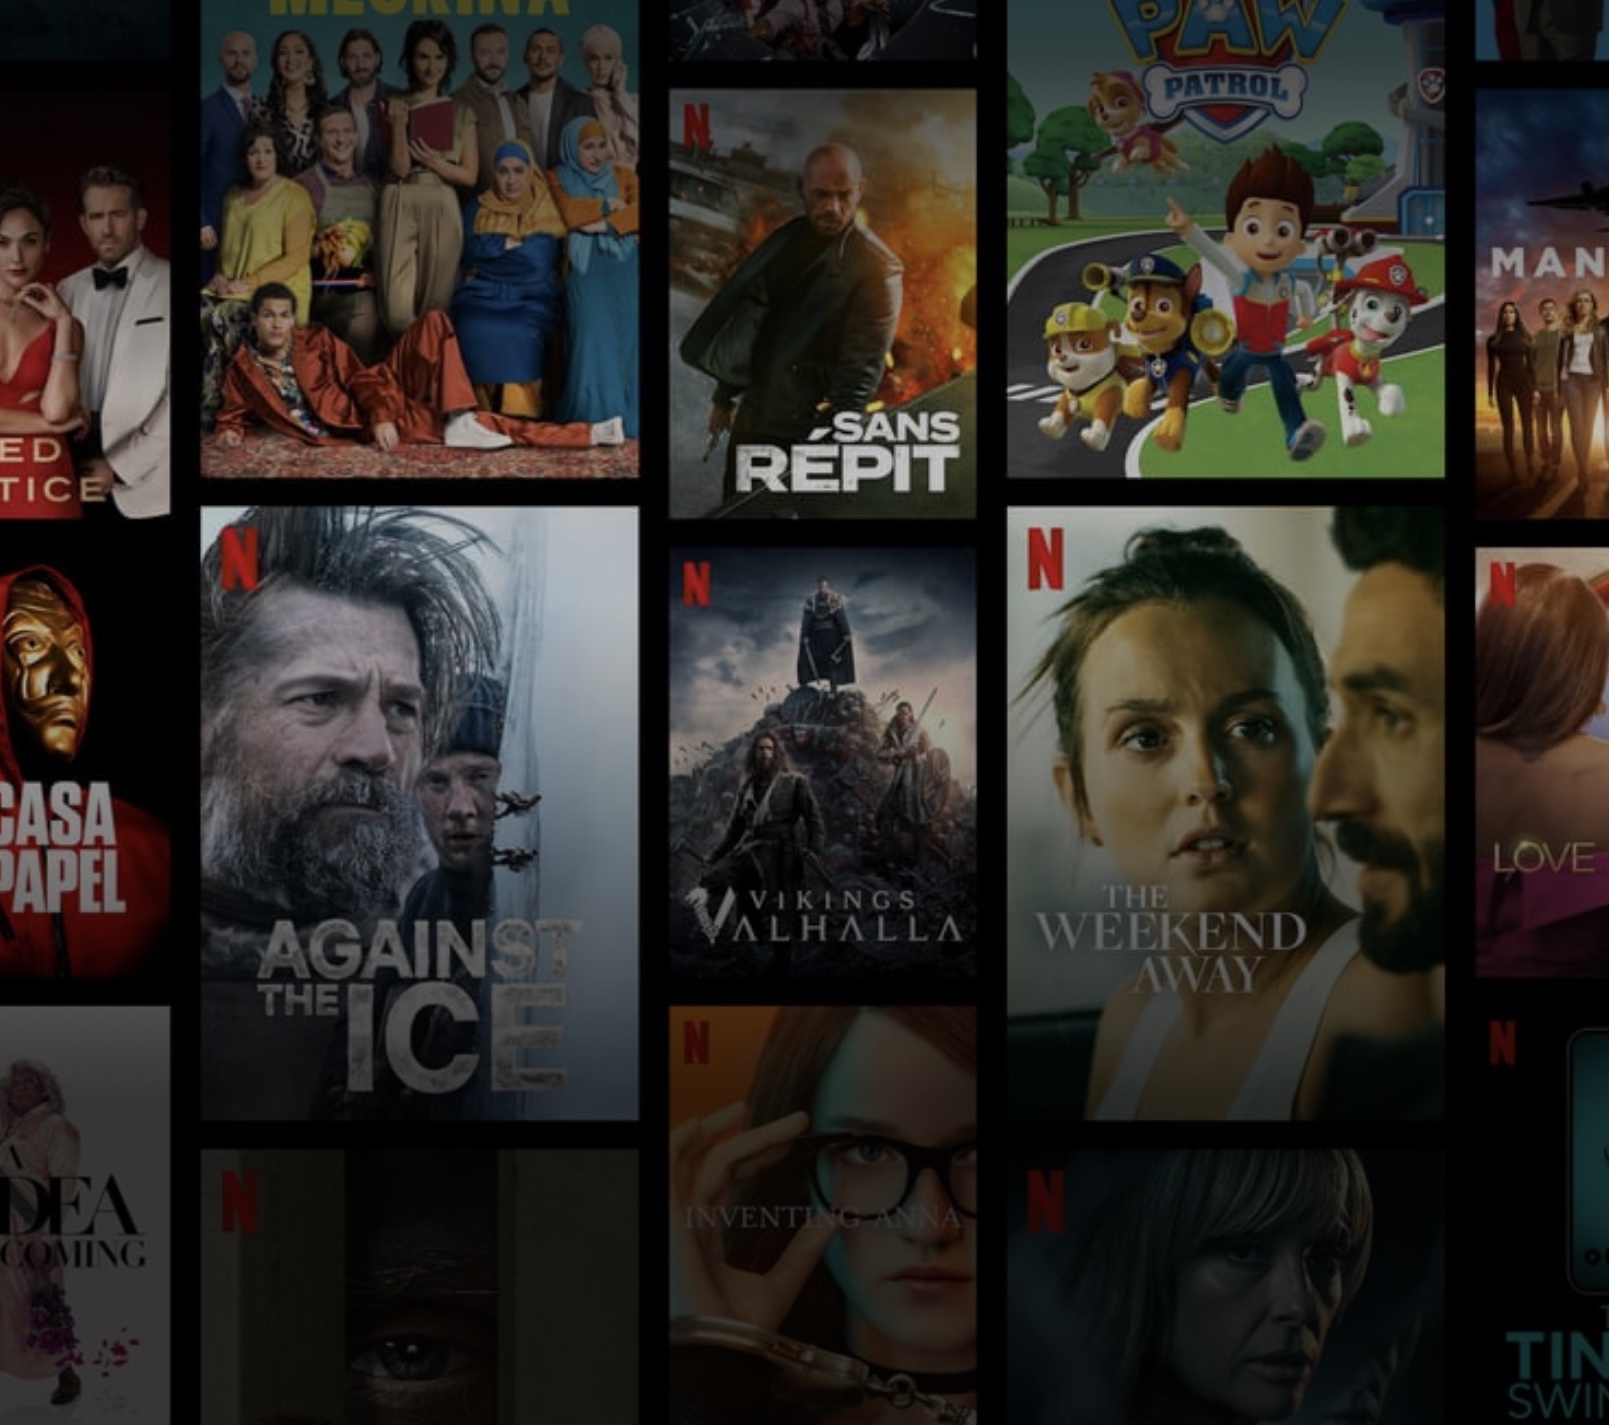 ED
TICE
CASA
PAPEL
A
DEA
COMING
MESKINA
AGAINST
THE ICE
SANS
RÉPIT
VIKINGS
VALHALLA
INVENTING ANNA
PAW
PATROL
THE
WEEKEND
AWAY
MAN
LOVE
TIN
SWIN